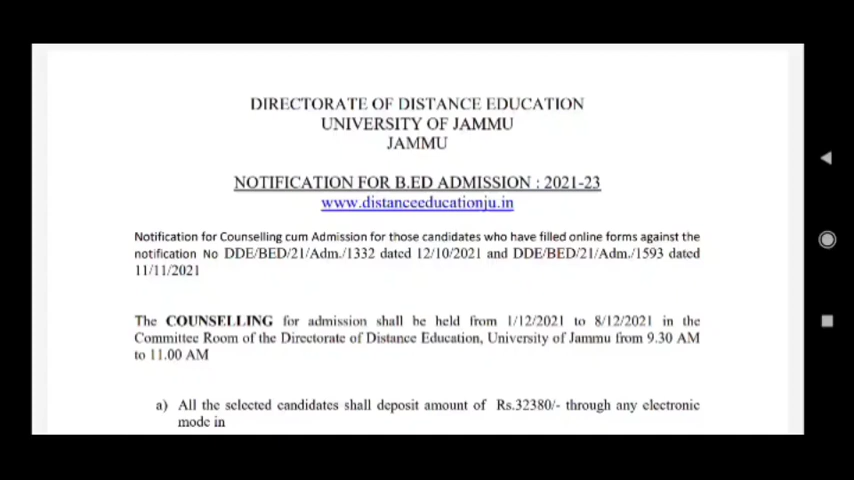 DIRECTORATE OF DISTANCE EDUCATION
UNIVERSITY OF JAMMU
JAMMU
NOTIFICATION FOR B.ED ADMISSION : 2021-23
www.distanceeducationju.in
Notification for Counselling cum Admission for those candidates who have filled online forms against the
notification No DDE/BED/21/Adm./1332 dated 12/10/2021 and DDE/BED/21/Adm./1593 dated
11/11/2021
The COUNSELLING for admission shall be held from 1/12/2021 to 8/12/2021 in the
Committee Room of the Directorate of Distance Education, University of Jammu from 9.30 AM
to 11.00 AM
a) All the selected candidates shall deposit amount of Rs.32380/- through any electronic
mode in